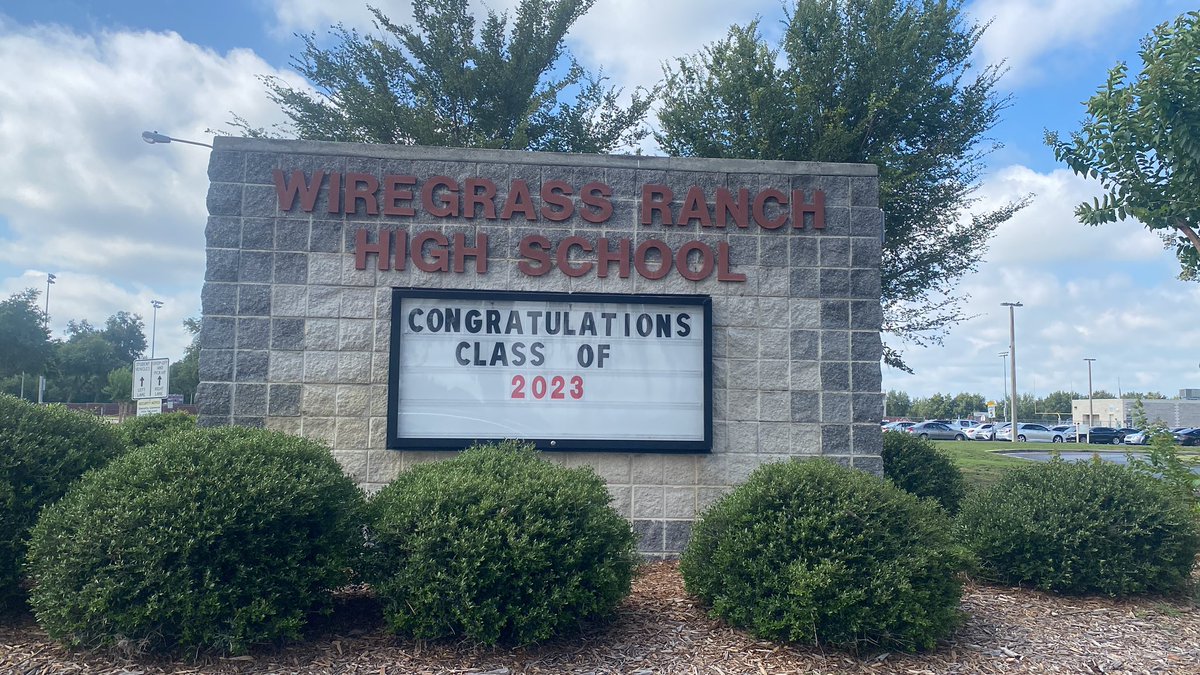 WIREGRASS RANCH
HIGH SCHOOL
CONGRATULATIONS
CLASS OF
2023